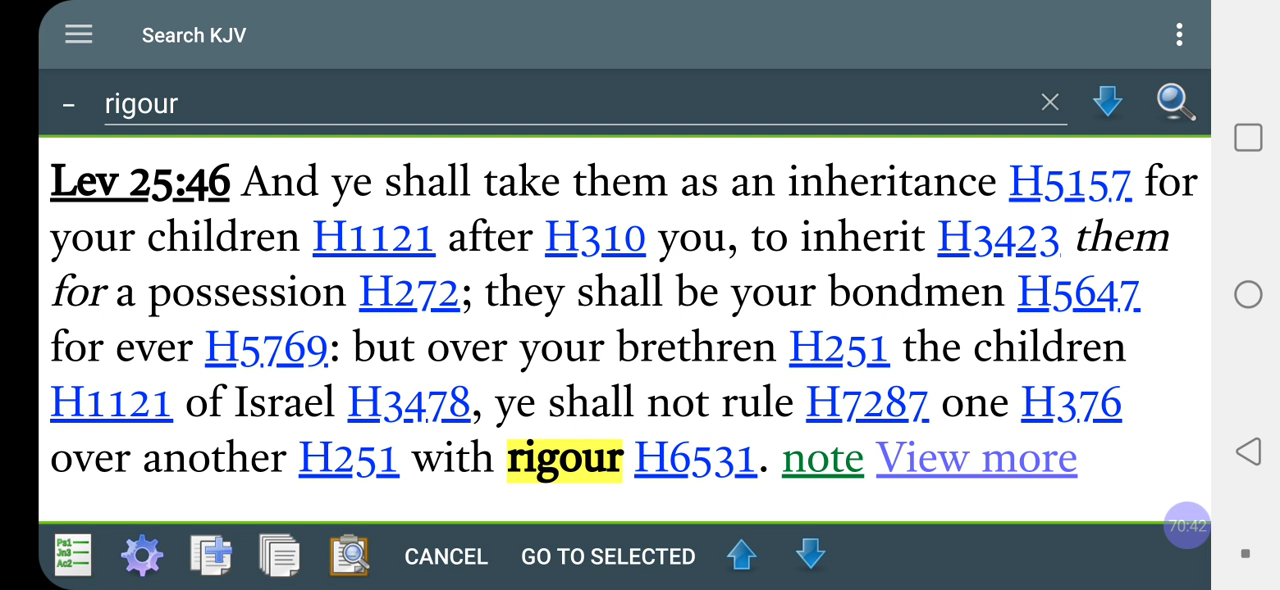 Search KJV
– rigour
Lev 25:46 And ye shall take them as an inheritance H5157 for
your children H1121 after H310 you, to inherit H3423 them
for a possession H272; they shall be your bondmen H5647
for ever H5769: but over your brethren H251 the children
H1121 of Israel H3478, ye shall not rule H7287 one H376
over another H251 with rigour H6531. note View more
70:42
Ps1
Jn3
Ac2
CANCEL GO TO SELECTED